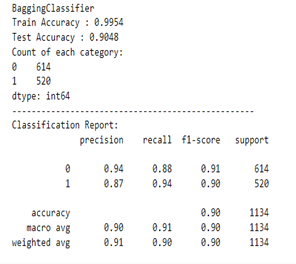 BaggingClassifier
Train Accuracy : 0.9954
Test Accuracy : 0.9048
Count of each category:
0 614
1 520
dtype: int64
------------------------------------------------
Classification Report:
precision recall f1-score support
0 0.94 0.88 0.91 614
1 0.87 0.94 0.90 520
accuracy 0.90 1134
macro avg 0.90 0.91 0.90 1134
weighted avg 0.91 0.90 0.90 1134